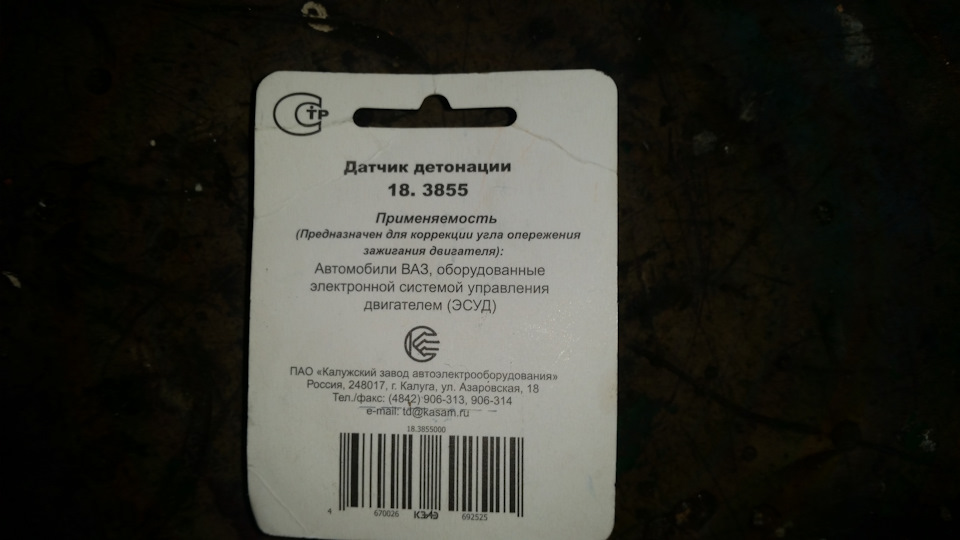 СТР
Датчик детонации
18. 3855
Применяемость
(Предназначен для коррекции угла опережения
зажигания двигателя):
Автомобили ВАЗ, оборудованные
электронной системой управления
двигателем (ЭСУД)
ПАО «Калужский завод автоэлектрооборудования»
Россия, 248017, г. Калуга, ул. Азаровская, 18
Тел./факс: (4842) 906-313, 906-314
e-mail: td@kasam.ru
18.3855000
4 670026 КЗАЭ 692525